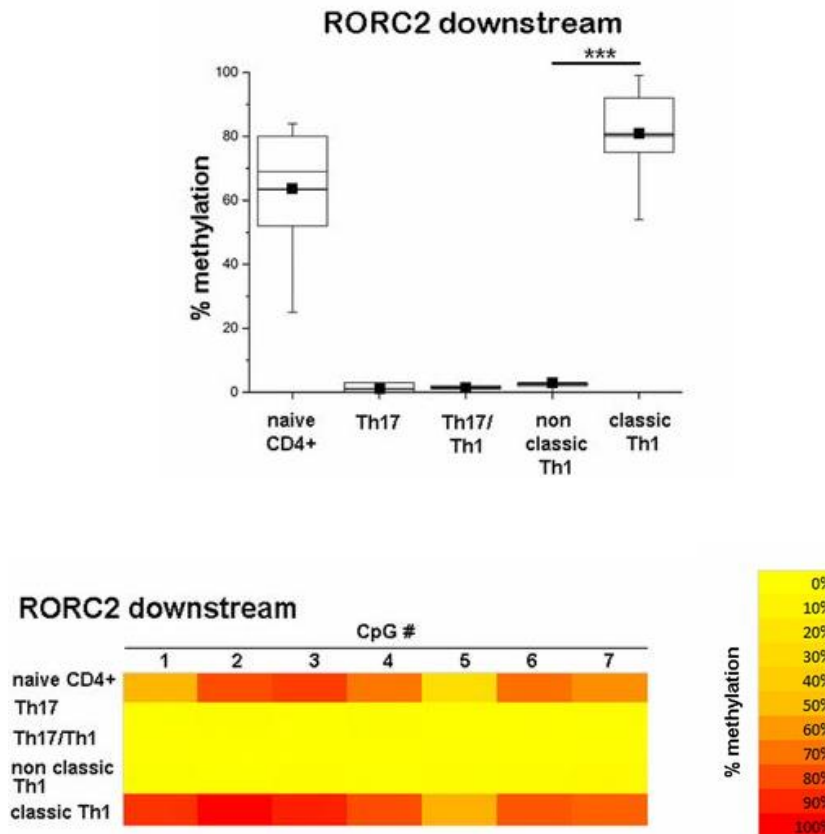 RORC2 downstream
***
100
80
60
40
20
0
% methylation
naive CD4+
Th17
Th17/ Th1
non classic Th1
classic Th1
RORC2 downstream
CpG #
1 2 3 4 5 6 7
naive CD4+
Th17
Th17/Th1
non classic
Th1
classic Th1
% methylation
0%
10%
20%
30%
40%
50%
60%
70%
80%
90%
100%